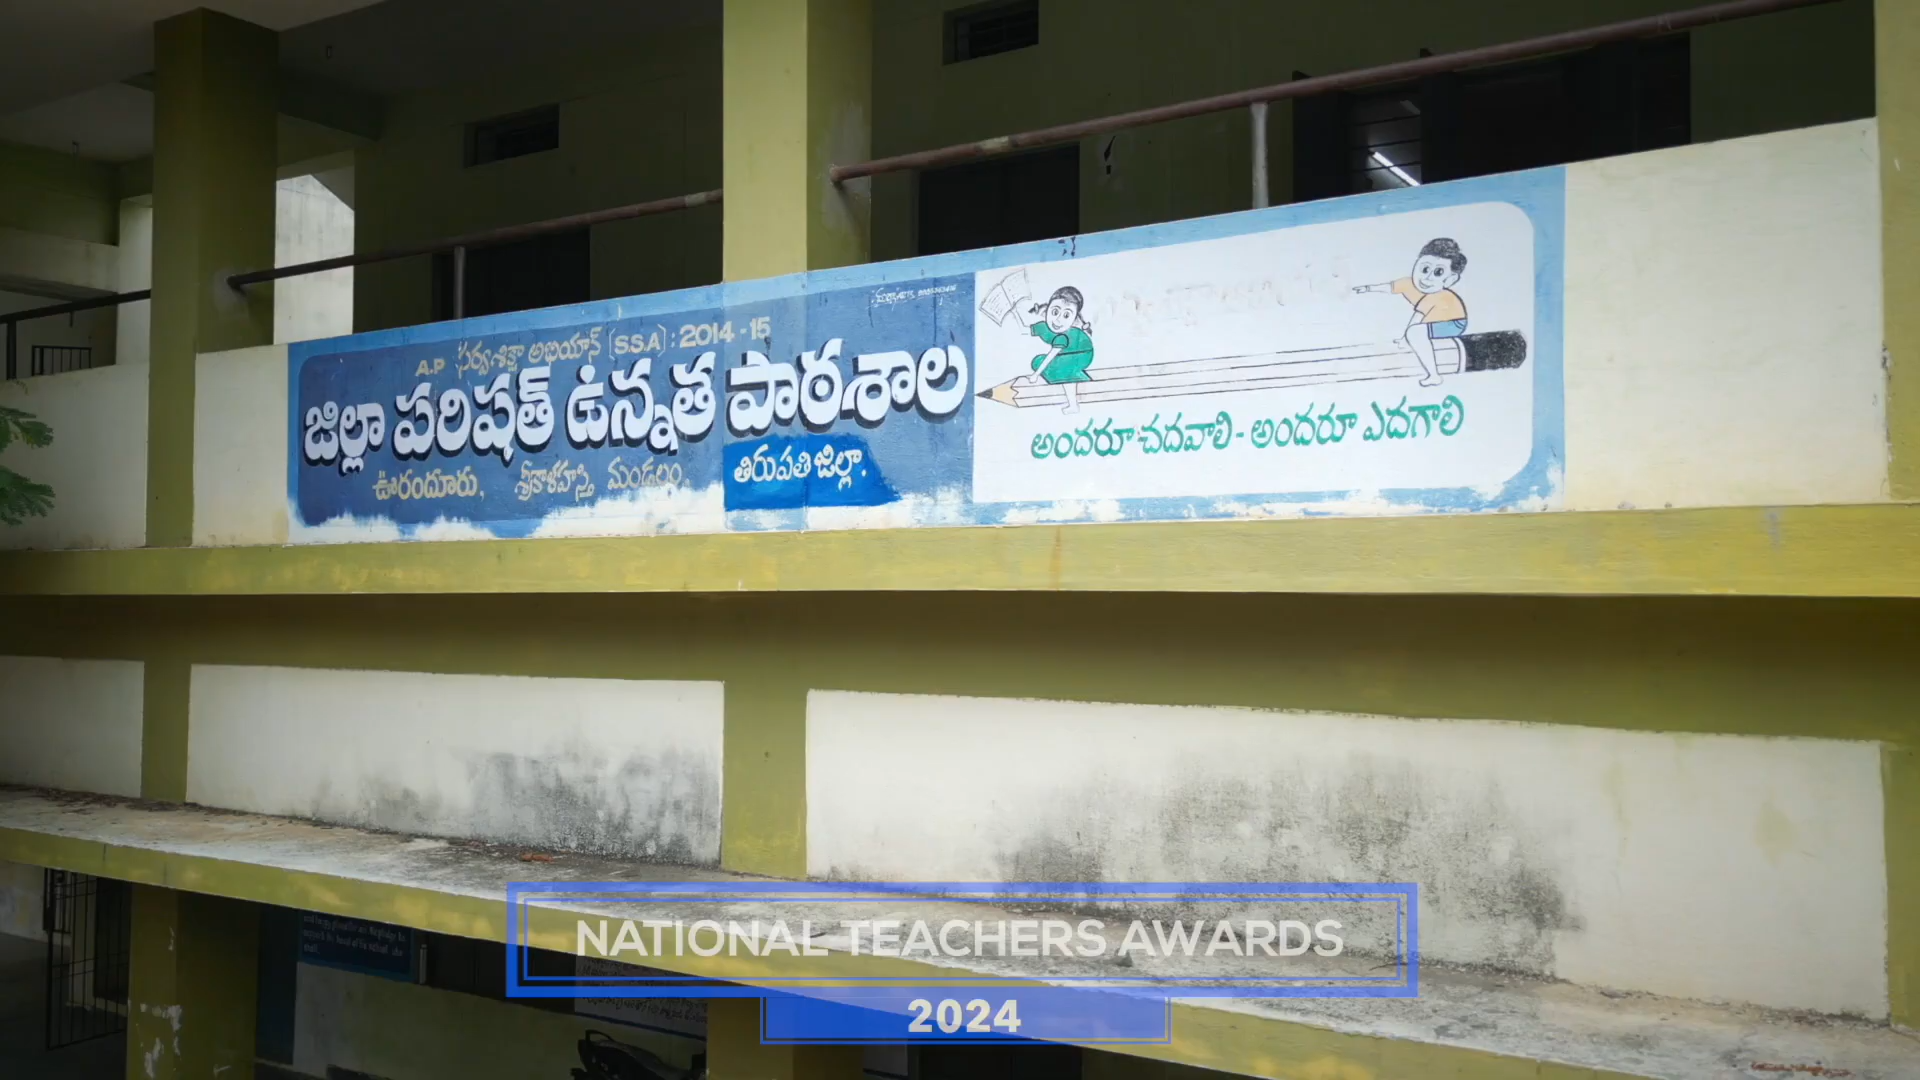 A.P సర్వశిక్షా అభియాన్ (S.S.A) : 2014 - 15
జిల్లా పరిషత్ ఉన్నత పాఠశాల
ఊరందూరు, శ్రీకాళహస్తి మండలం,
తిరుపతి జిల్లా.
అందరూ చదవాలి - అందరూ ఎదగాలి
NATIONAL TEACHERS AWARDS
2024